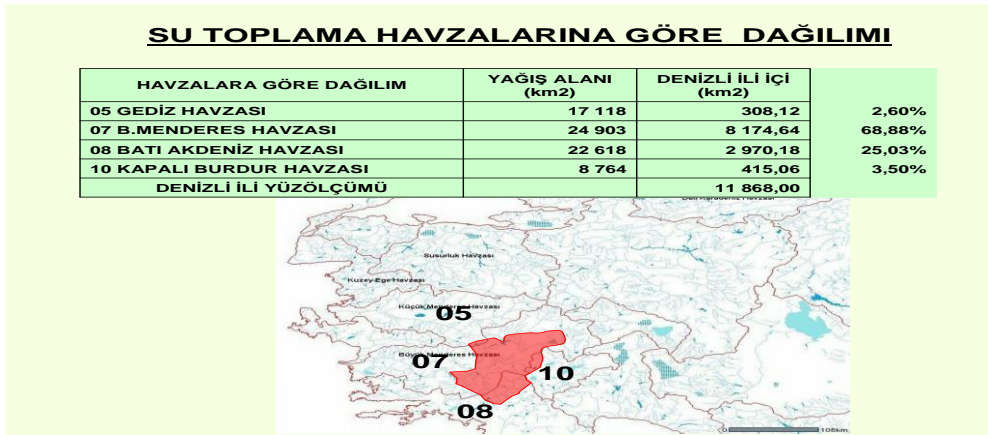 SU TOPLAMA HAVZALARINA GÖRE DAĞILIMI
HAVZALARA GÖRE DAĞILIM YAĞIŞ ALANI (km2) DENİZLİ İLİ İÇİ (km2)
05 GEDİZ HAVZASI 17 118 308,12 2,60%
07 B.MENDERES HAVZASI 24 903 8 174,64 68,88%
08 BATI AKDENİZ HAVZASI 22 618 2 970,18 25,03%
10 KAPALI BURDUR HAVZASI 8 764 415,06 3,50%
DENİZLİ İLİ YÜZÖLÇÜMÜ 11 868,00
Susurluk Havzası
Kuzey Ege Havzası
Küçük Menderes Havzası
05
Büyük Menderes Havzası
07
10
08
0 106km